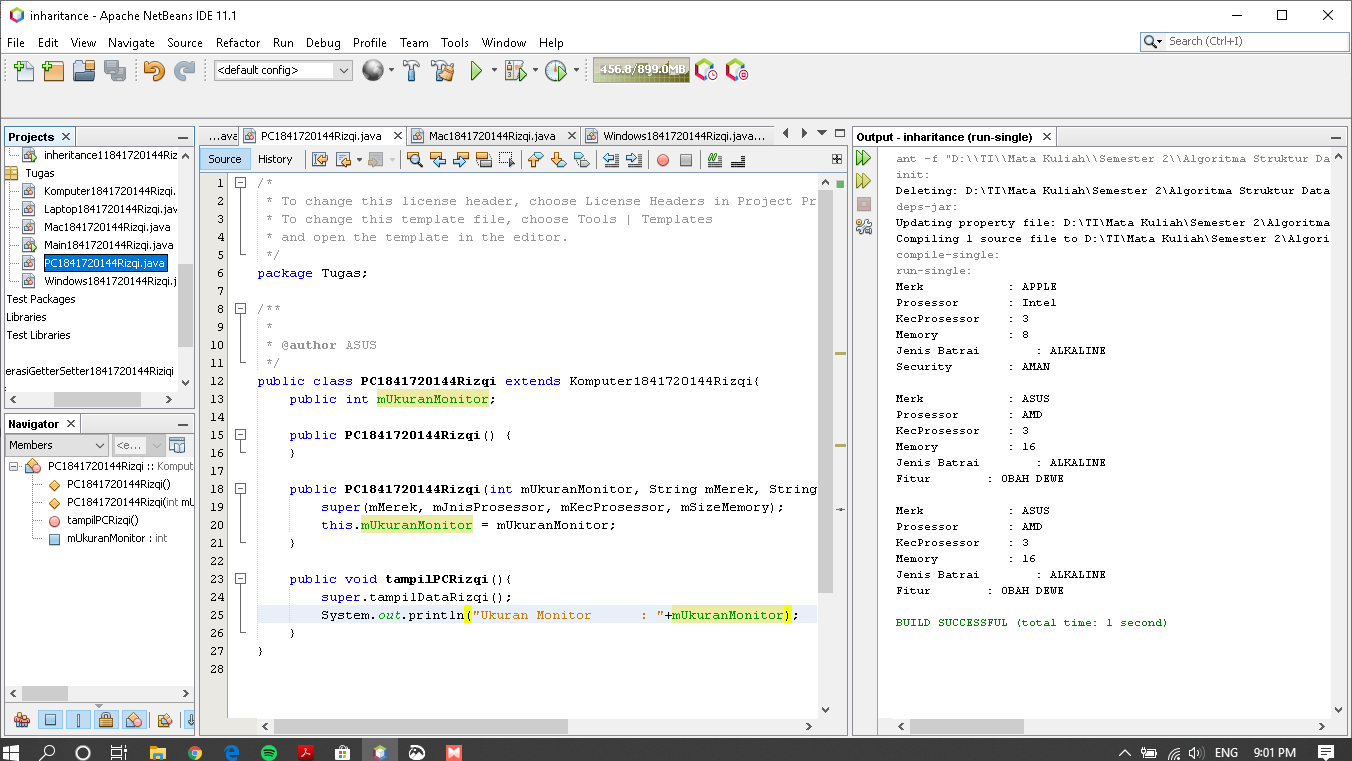 inharitance - Apache NetBeans IDE 11.1
File Edit View Navigate Source Refactor Run Debug Profile Team Tools Window Help
Search (Ctrl+I)
<default config>
456.8/899.0MB
Projects
inheritance11841720144Riz
Tugas
Komputer1841720144Rizqi.
Laptop1841720144Rizqi.jav
Mac1841720144Rizqi.java
Main1841720144Rizqi.java
PC1841720144Rizqi.java
Windows1841720144Rizqi.j
Test Packages
Libraries
Test Libraries
erasiGetterSetter1841720144Riziqi
Navigator
Members
<e...
PC1841720144Rizqi :: Komput
PC1841720144Rizqi()
PC1841720144Rizqi(int mU
tampilPCRizqi()
mUkuranMonitor : int
...ava
PC1841720144Rizqi.java
Mac1841720144Rizqi.java
Windows1841720144Rizqi.java...
Source History
1 /*
2 * To change this license header, choose License Headers in Project Pr
3 * To change this template file, choose Tools | Templates
4 * and open the template in the editor.
5 */
6 package Tugas;
7
8 /**
9 *
10 * @author ASUS
11 */
12 public class PC1841720144Rizqi extends Komputer1841720144Rizqi{
13 public int mUkuranMonitor;
14
15 public PC1841720144Rizqi() {
16 }
17
18 public PC1841720144Rizqi(int mUkuranMonitor, String mMerek, String
19 super(mMerek, mJnisProsessor, mKecProsessor, mSizeMemory);
20 this.mUkuranMonitor = mUkuranMonitor;
21 }
22
23 public void tampilPCRizqi(){
24 super.tampilDataRizqi();
25 System.out.println("Ukuran Monitor : "+mUkuranMonitor);
26 }
27 }
28
Output - inharitance (run-single)
ant -f "D:\\TI\\Mata Kuliah\\Semester 2\\Algoritma Struktur Da
init:
Deleting: D:\TI\Mata Kuliah\Semester 2\Algoritma Struktur Data
deps-jar:
Updating property file: D:\TI\Mata Kuliah\Semester 2\Algoritma
Compiling 1 source file to D:\TI\Mata Kuliah\Semester 2\Algori
compile-single:
run-single:
Merk : APPLE
Prosessor : Intel
KecProsessor : 3
Memory : 8
Jenis Batrai : ALKALINE
Security : AMAN
Merk : ASUS
Prosessor : AMD
KecProsessor : 3
Memory : 16
Jenis Batrai : ALKALINE
Fitur : OBAH DEWE
Merk : ASUS
Prosessor : AMD
KecProsessor : 3
Memory : 16
Jenis Batrai : ALKALINE
Fitur : OBAH DEWE
BUILD SUCCESSFUL (total time: 1 second)
ENG 9:01 PM